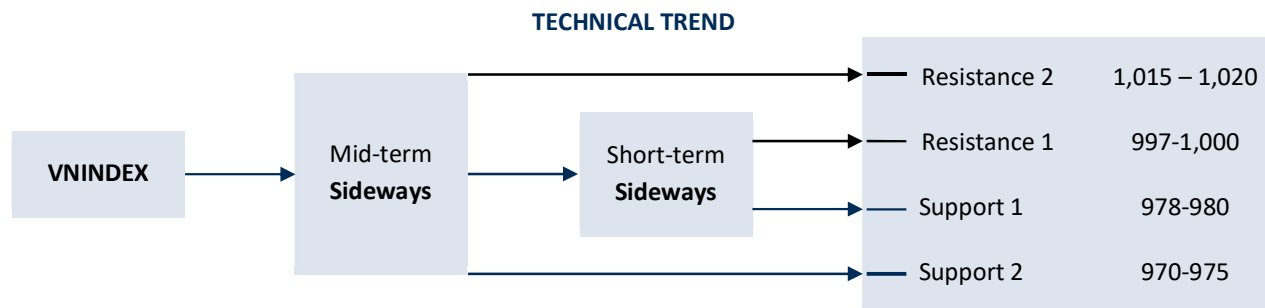 TECHNICAL TREND
VNINDEX
Mid-term
Sideways
Short-term
Sideways
Resistance 2 1,015 – 1,020
Resistance 1 997-1,000
Support 1 978-980
Support 2 970-975